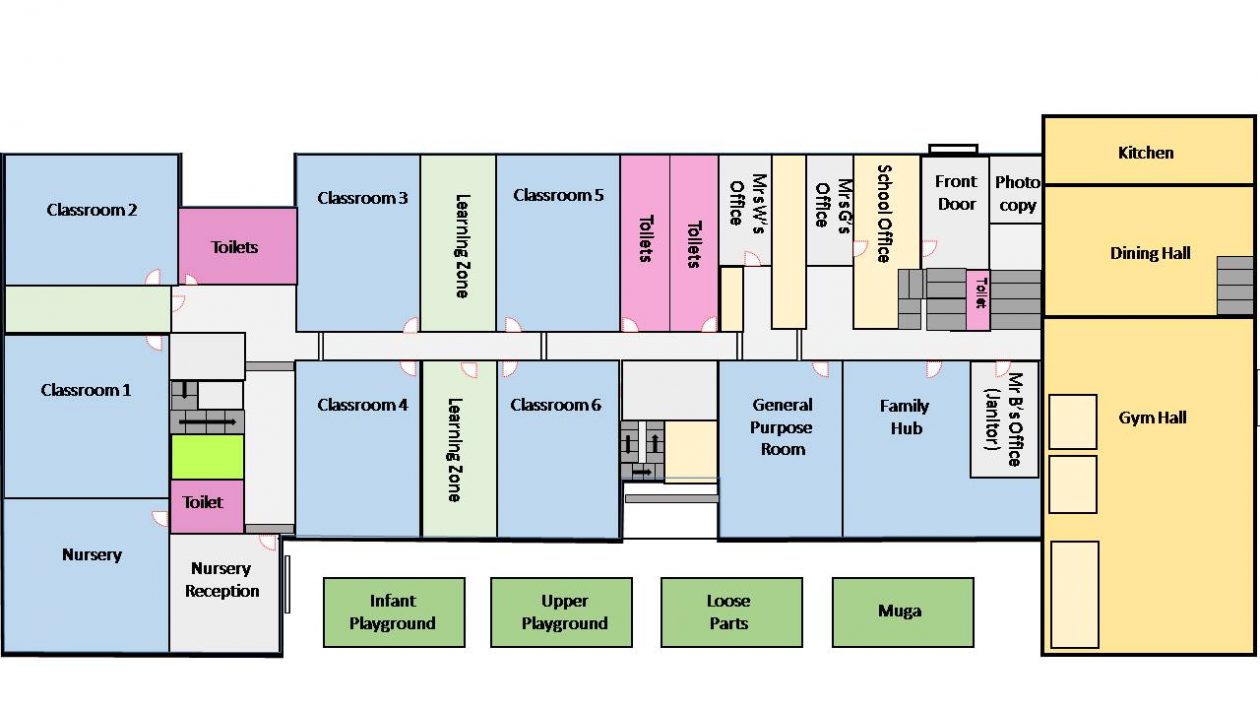 Kitchen
Classroom 2
Toilets
Classroom 3
Learning Zone
Classroom 5
Toilets
Toilets
Mrs W's
Office
Mrs G's
Office
School Office
Front
Door
Photo
copy
Toilet
Dining Hall
Classroom 1
Classroom 4
Learning Zone
Classroom 6
General
Purpose
Room
Family
Hub
Mr B's Office
(Janitor)
Gym Hall
Toilet
Nursery
Nursery
Reception
Infant
Playground
Upper
Playground
Loose
Parts
Muga